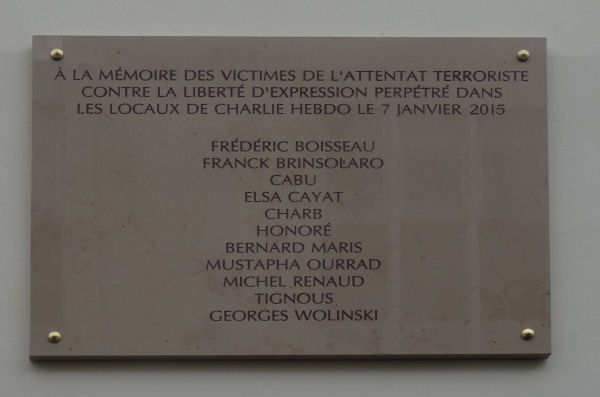 À LA MÉMOIRE DES VICTIMES DE L'ATTENTAT TERRORISTE
CONTRE LA LIBERTÉ D'EXPRESSION PERPÉTRÉ DANS
LES LOCAUX DE CHARLIE HEBDO LE 7 JANVIER 2015
FRÉDÉRIC BOISSEAU
FRANCK BRINSOLARO
CABU
ELSA CAYAT
CHARB
HONORÉ
BERNARD MARIS
MUSTAPHA OURRAD
MICHEL RENAUD
TIGNOUS
GEORGES WOLINSKI